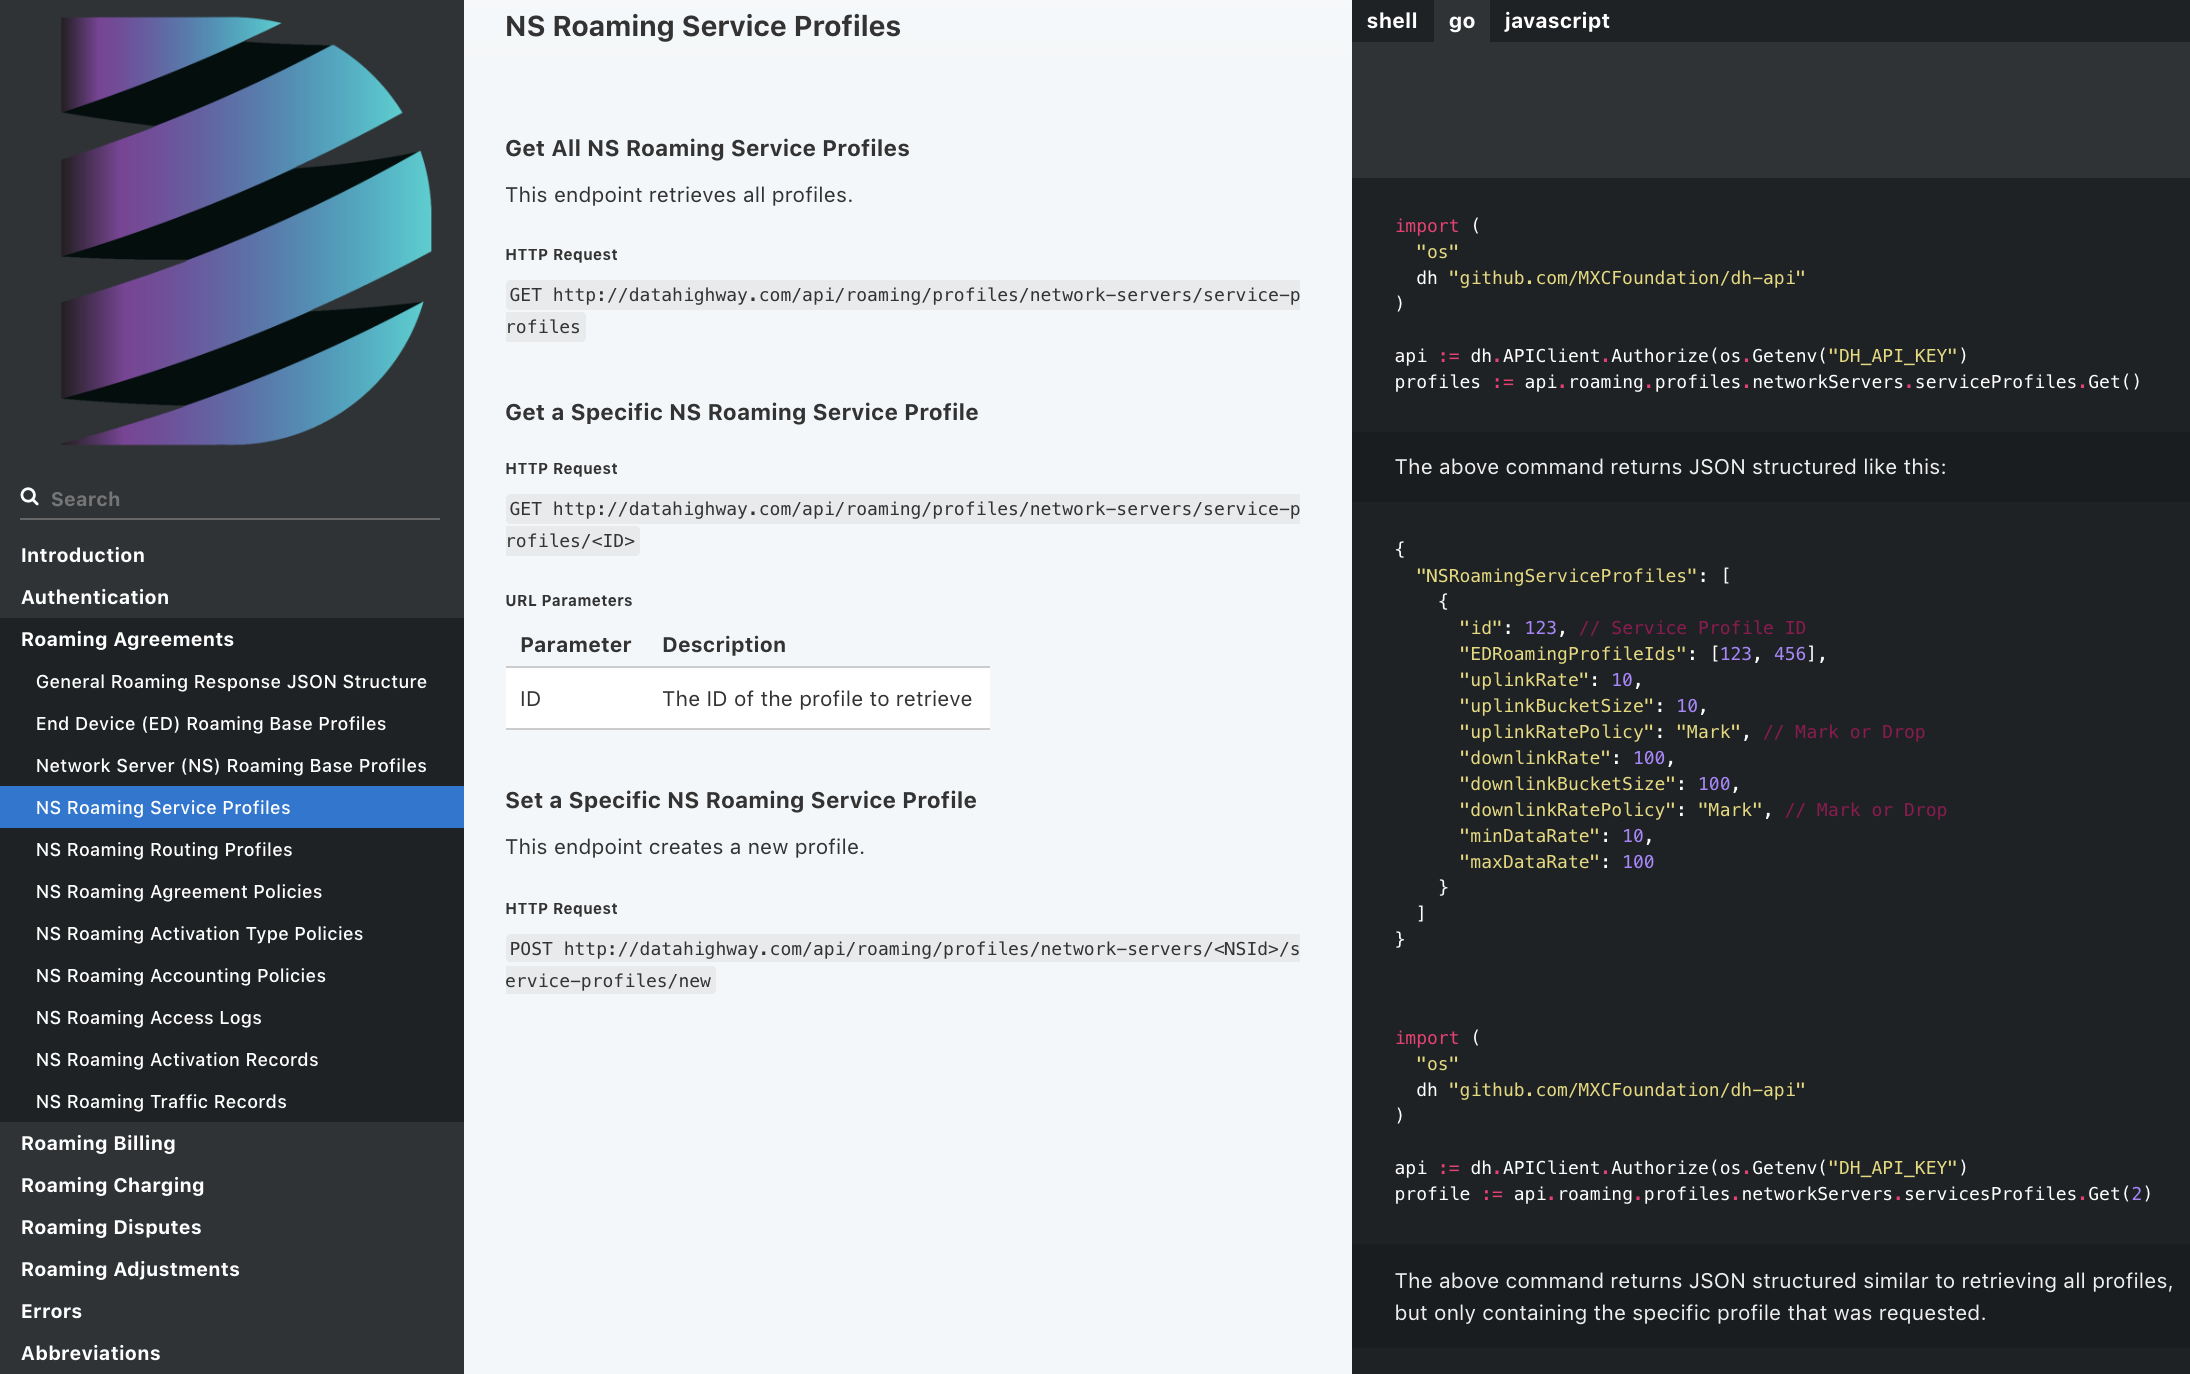 Search
Introduction
Authentication
Roaming Agreements
General Roaming Response JSON Structure
End Device (ED) Roaming Base Profiles
Network Server (NS) Roaming Base Profiles
NS Roaming Service Profiles
NS Roaming Routing Profiles
NS Roaming Agreement Policies
NS Roaming Activation Type Policies
NS Roaming Accounting Policies
NS Roaming Access Logs
NS Roaming Activation Records
NS Roaming Traffic Records
Roaming Billing
Roaming Charging
Roaming Disputes
Roaming Adjustments
Errors
Abbreviations
NS Roaming Service Profiles
Get All NS Roaming Service Profiles
This endpoint retrieves all profiles.
HTTP Request
GET http://datahighway.com/api/roaming/profiles/network-servers/service-p
rofiles
Get a Specific NS Roaming Service Profile
HTTP Request
GET http://datahighway.com/api/roaming/profiles/network-servers/service-p
rofiles/<ID>
URL Parameters
Parameter Description
ID The ID of the profile to retrieve
Set a Specific NS Roaming Service Profile
This endpoint creates a new profile.
HTTP Request
POST http://datahighway.com/api/roaming/profiles/network-servers/<NSId>/s
ervice-profiles/new
shell go javascript
import (
"os"
dh "github.com/MXCFoundation/dh-api"
)
api := dh.APIClient.Authorize(os.Getenv("DH_API_KEY")
profiles := api.roaming.profiles.networkServers.serviceProfiles.Get()
The above command returns JSON structured like this:
{
"NSRoamingServiceProfiles": [
{
"id": 123, // Service Profile ID
"EDRoamingProfileIds": [123, 456],
"uplinkRate": 10,
"uplinkBucketSize": 10,
"uplinkRatePolicy": "Mark", // Mark or Drop
"downlinkRate": 100,
"downlinkBucketSize": 100,
"downlinkRatePolicy": "Mark", // Mark or Drop
"minDataRate": 10,
"maxDataRate": 100
}
]
}
import (
"os"
dh "github.com/MXCFoundation/dh-api"
)
api := dh.APIClient.Authorize(os.Getenv("DH_API_KEY")
profile := api.roaming.profiles.networkServers.servicesProfiles.Get(2)
The above command returns JSON structured similar to retrieving all profiles,
but only containing the specific profile that was requested.